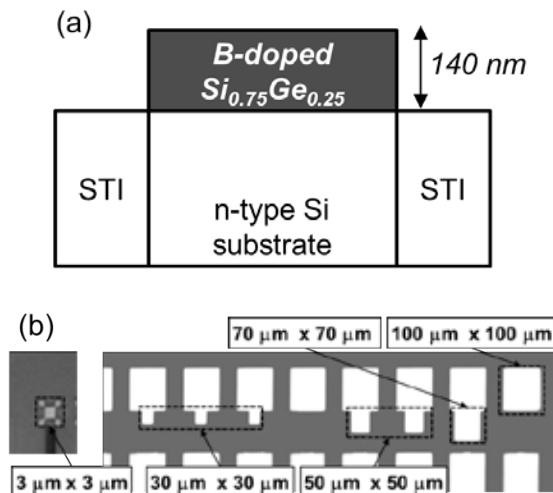 (a)
B-doped
Si0.75Ge0.25
140 nm
STI
n-type Si
substrate
STI
(b)
70 μm x 70 μm
100 μm x 100 μm
3 μm x 3 μm
30 μm x 30 μm
50 μm x 50 μm